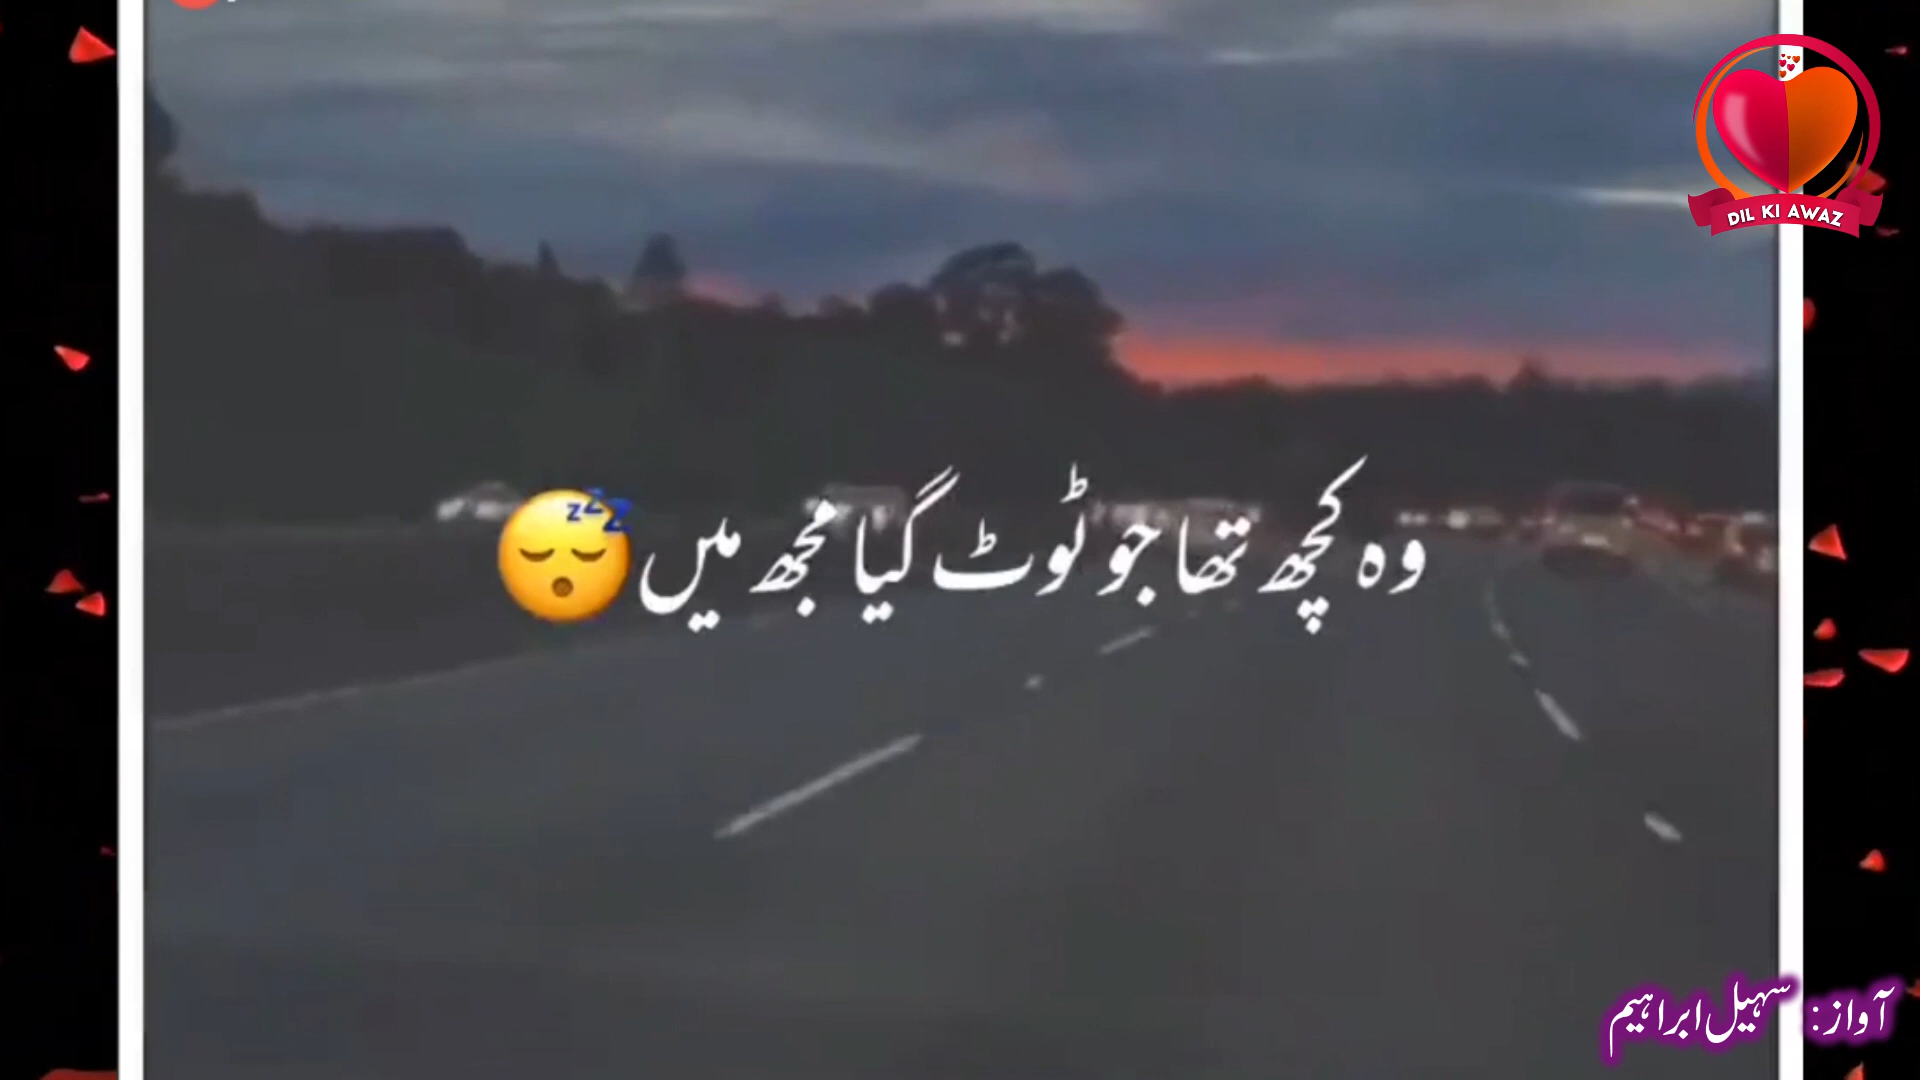 DIL KI AWAZ
وہ کچھ تھا جو ٹوٹ گیا مجھ میں😴
آواز: سہیل ابراہیم